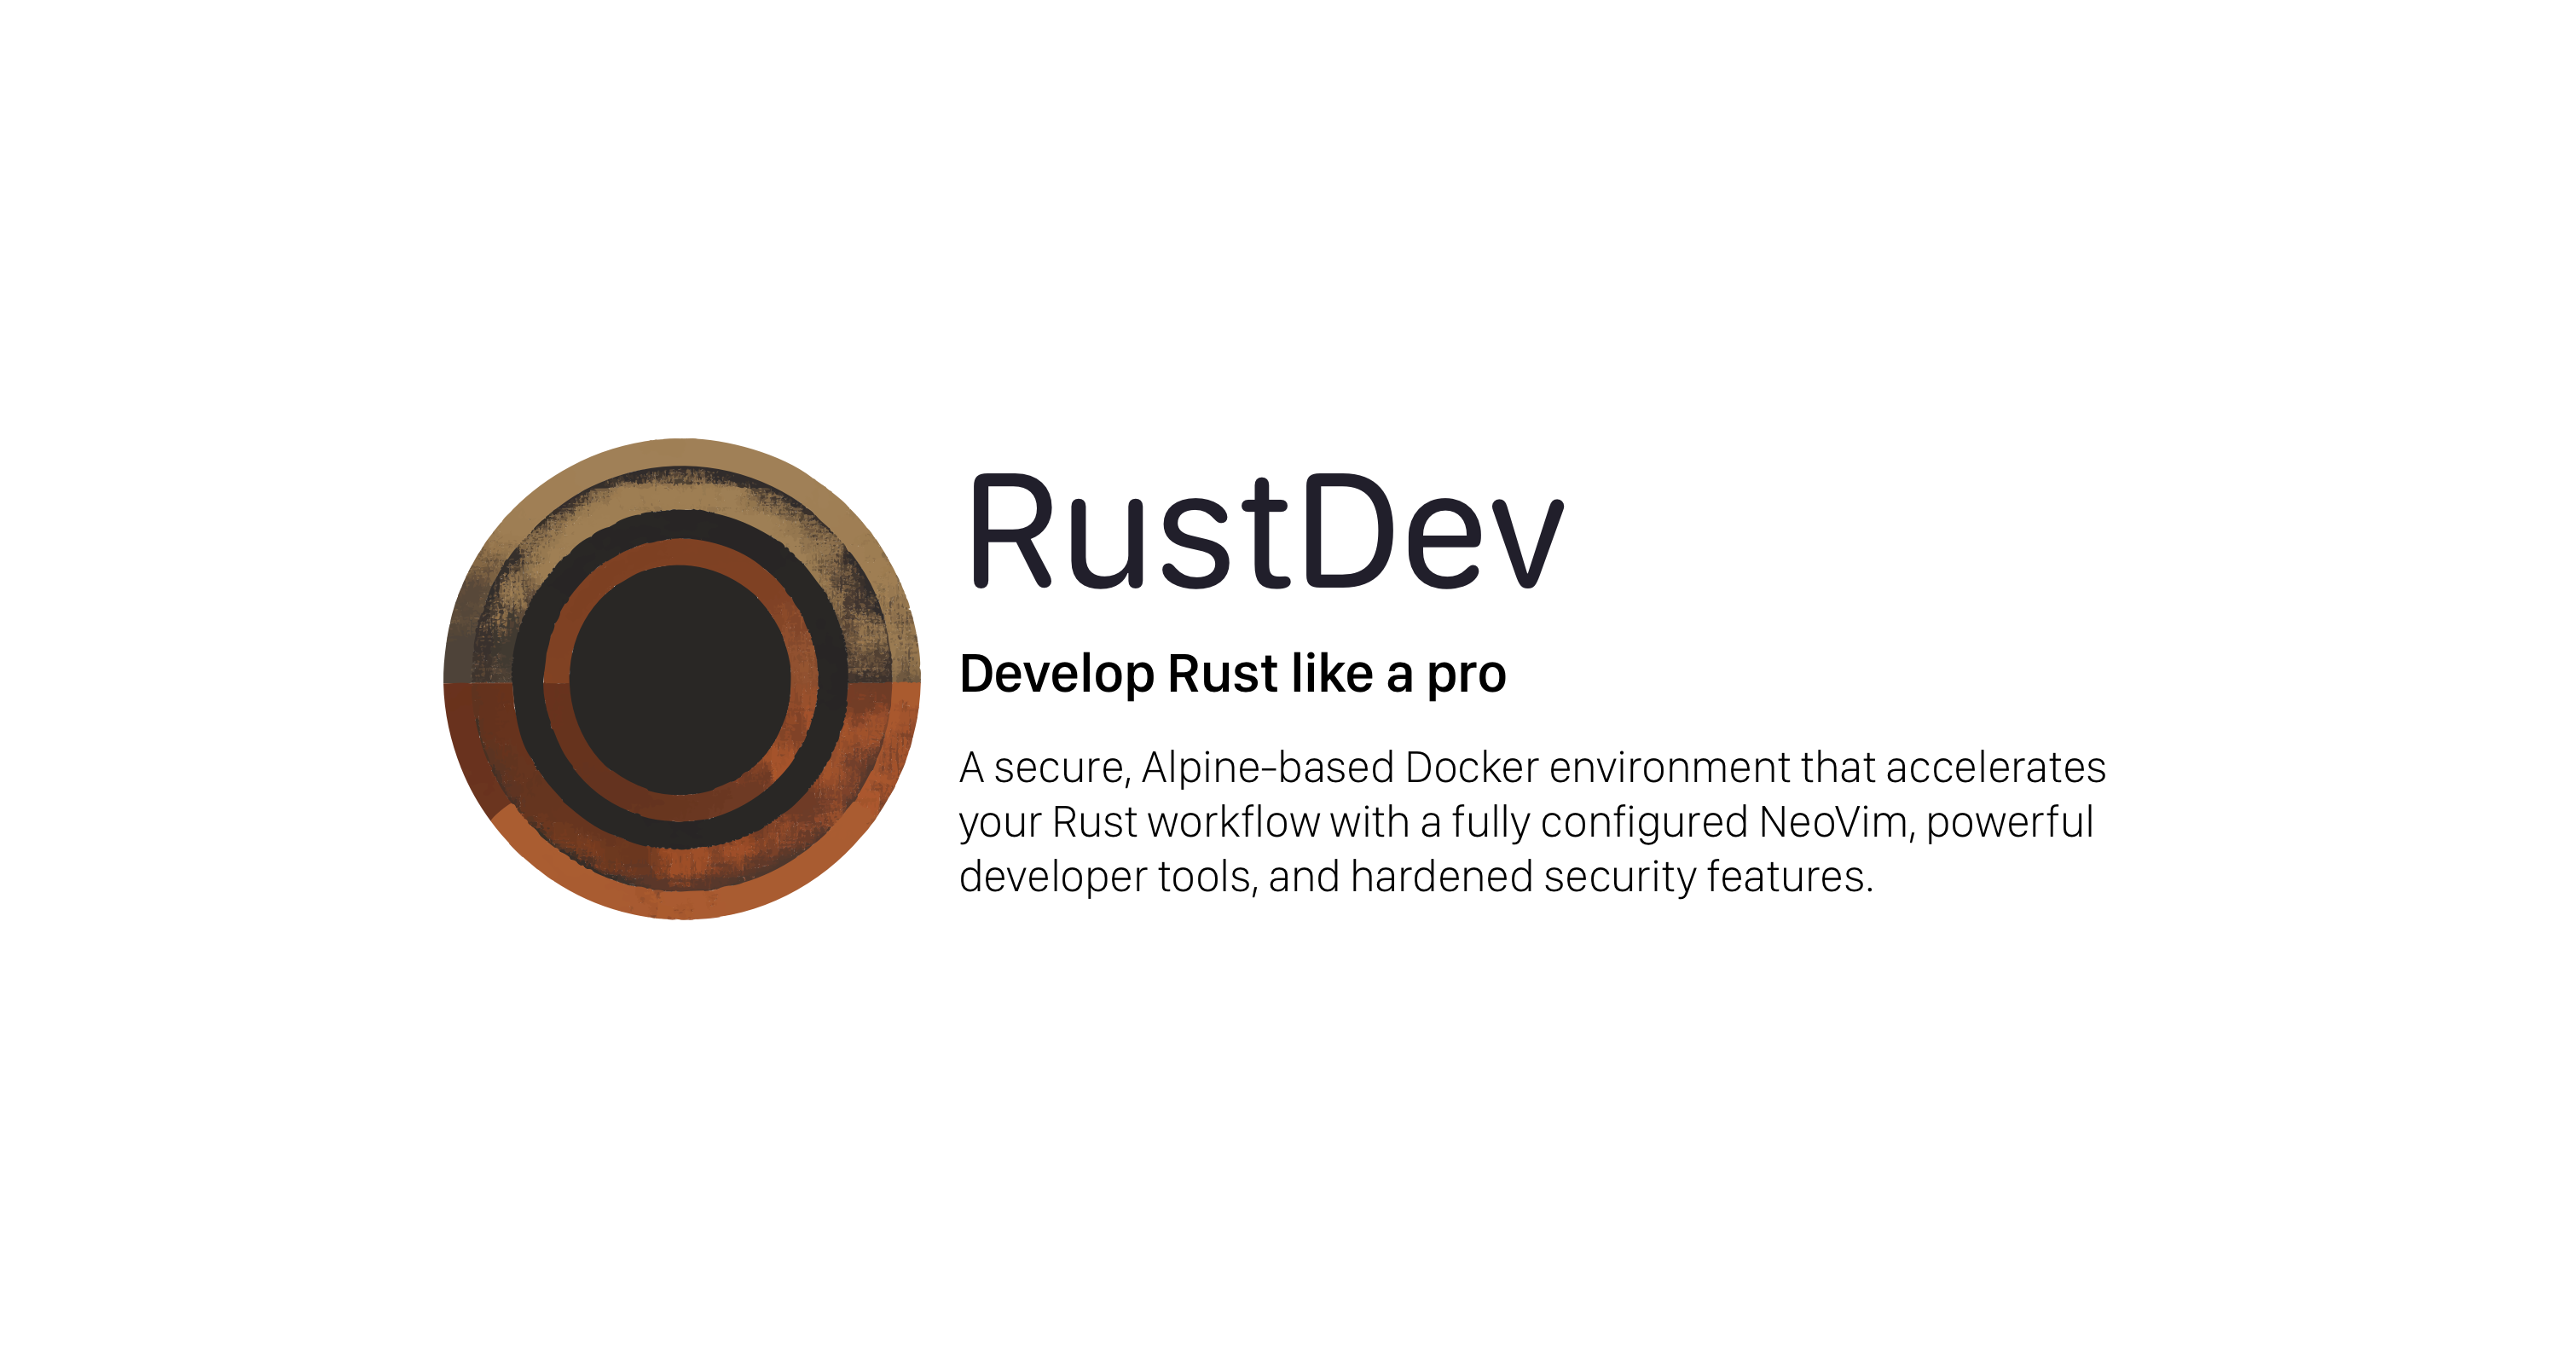 RustDev
Develop Rust like a pro
A secure, Alpine-based Docker environment that accelerates
your Rust workflow with a fully configured NeoVim, powerful
developer tools, and hardened security features.